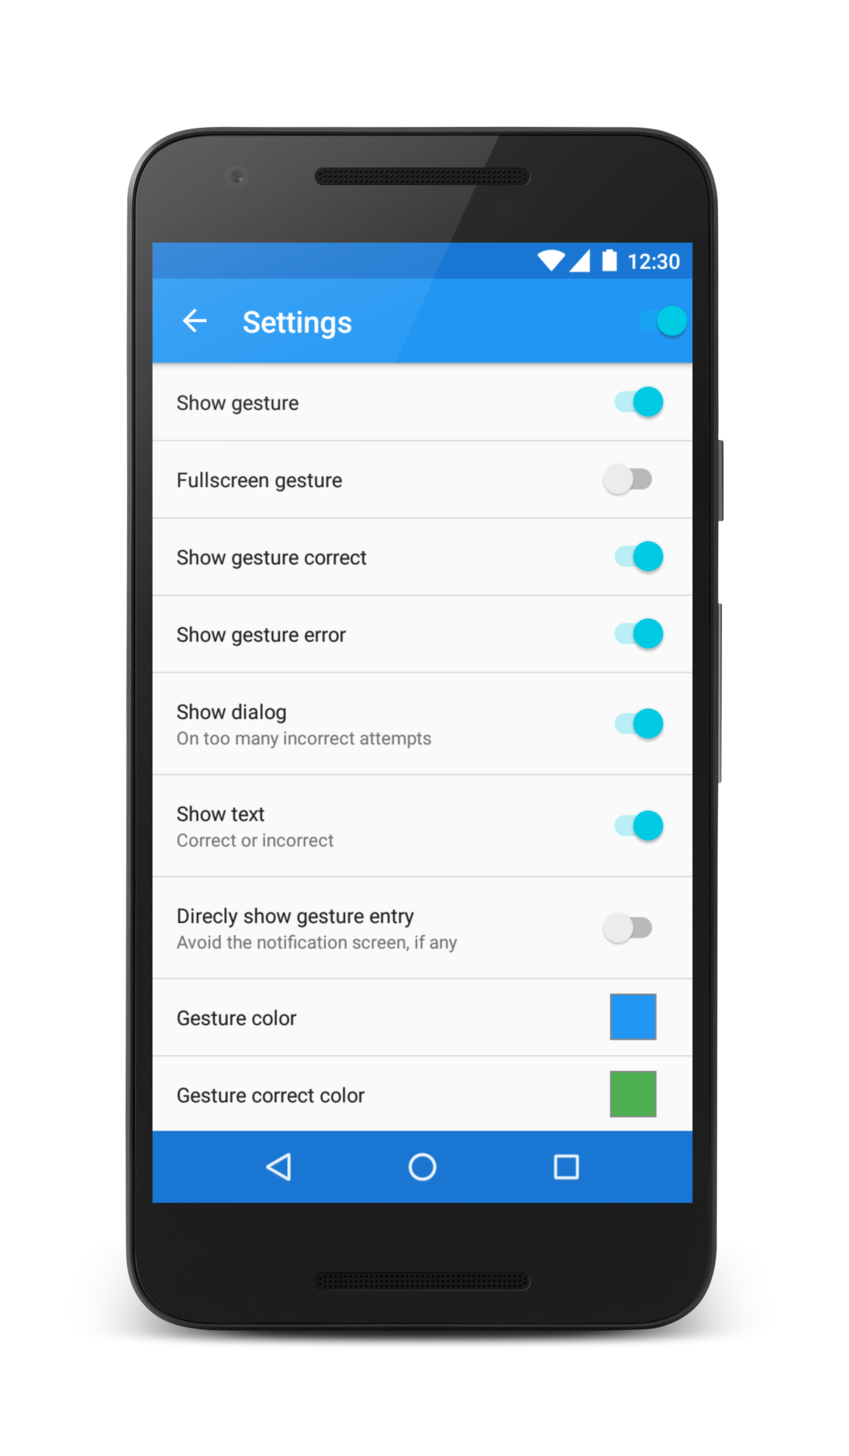 12:30
Settings
Show gesture
Fullscreen gesture
Show gesture correct
Show gesture error
Show dialog
On too many incorrect attempts
Show text
Correct or incorrect
Direcly show gesture entry
Avoid the notification screen, if any
Gesture color
Gesture correct color